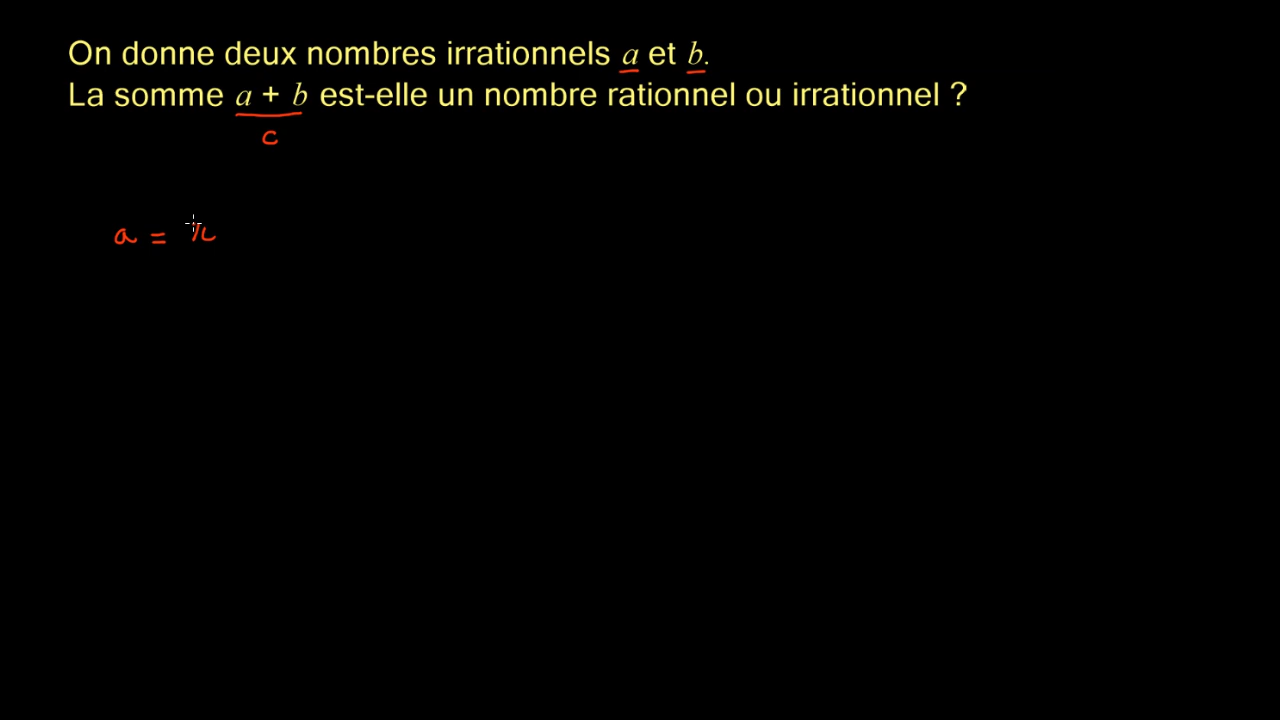 On donne deux nombres irrationnels a et b.
La somme a + b est-elle un nombre rationnel ou irrationnel ?
c
a = π